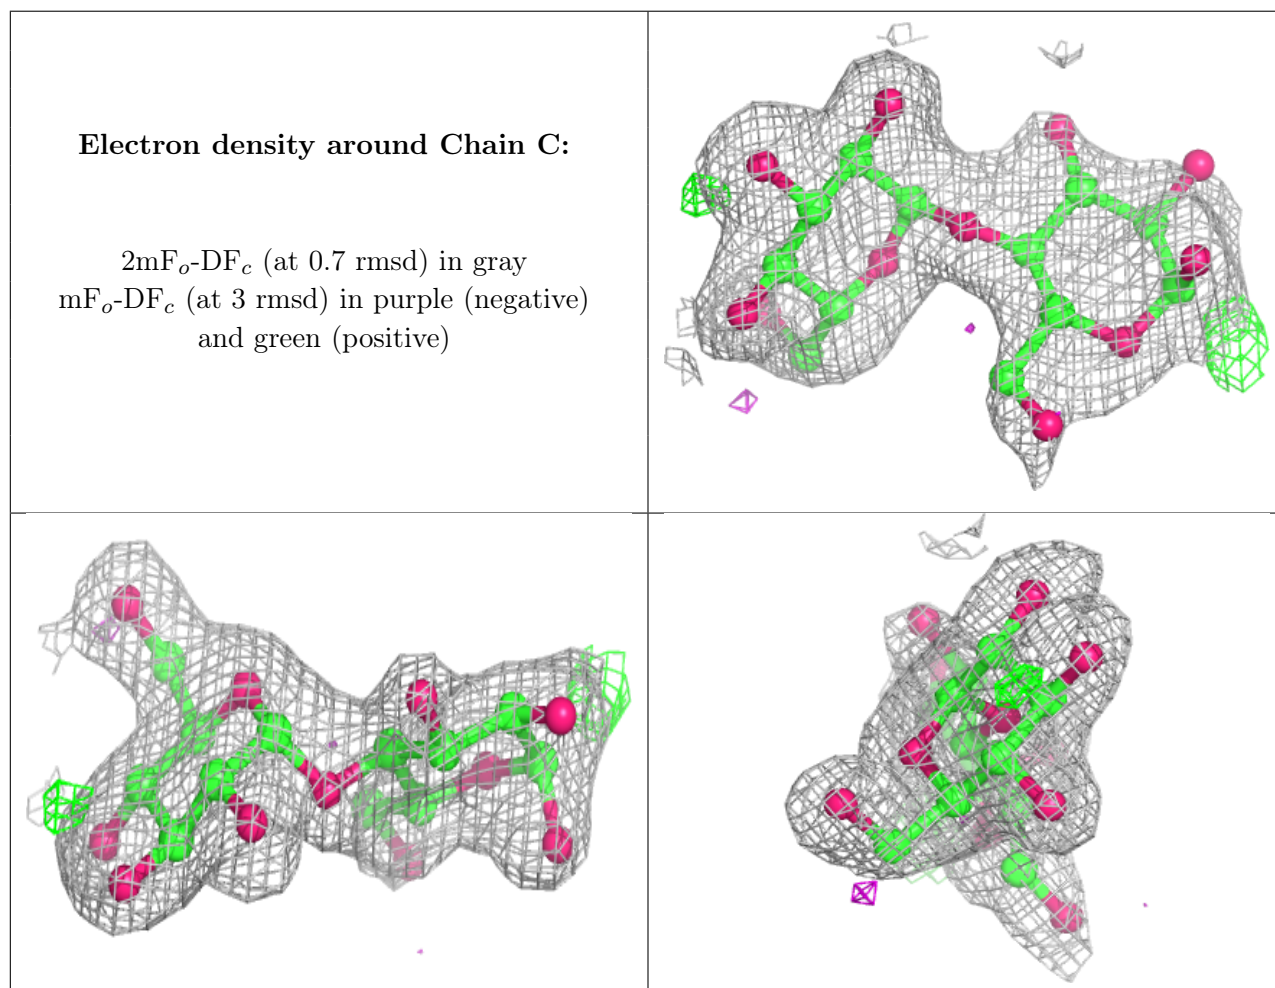 Electron density around Chain C:
2mFo-DFc (at 0.7 rmsd) in gray
mFo-DFc (at 3 rmsd) in purple (negative)
and green (positive)